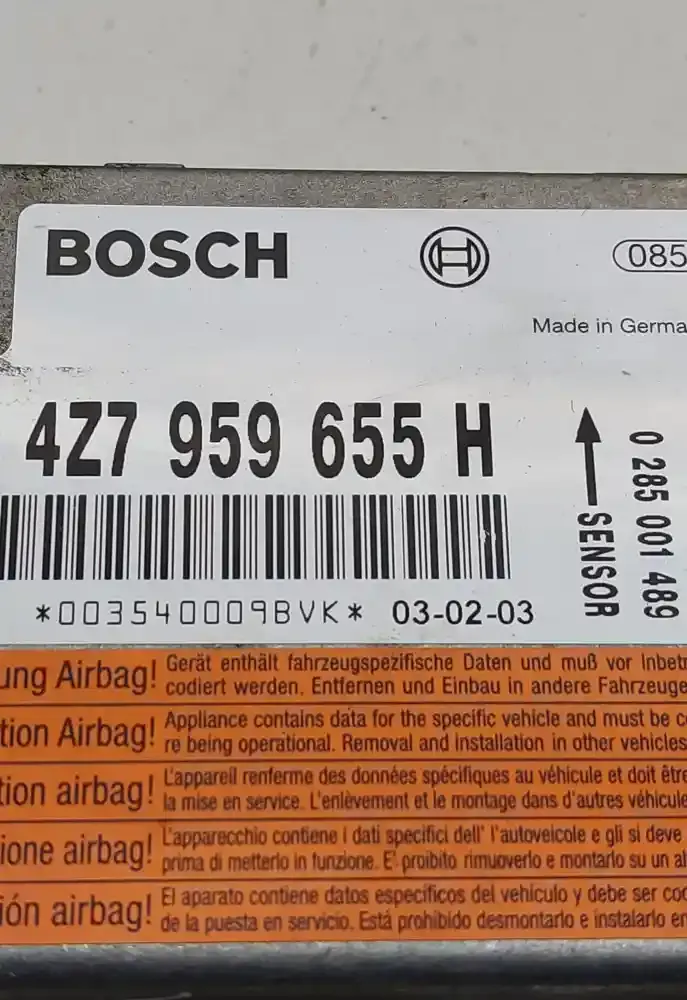 BOSCH
085
Made in Germa
4Z7 959 655 H
SENSOR
0 285 001 489
*003540009BVK* 03-02-03
ung Airbag! Gerät enthält fahrzeugspezifische Daten und muß vor Inbetr
codiert werden. Entfernen und Einbau in andere Fahrzeuge
tion Airbag! Appliance contains data for the specific vehicle and must be c
re being operational. Removal and installation in other vehicles
tion airbag! L'appareil renferme des données spécifiques au véhicule et doit être
la mise en service. L'enlèvement et le montage dans d'autres véhicule
ione airbag! L'apparecchio contiene i dati specifici dell' l'autoveicole e gli si deve
prima di metterlo in funzione. E' proibito rimuoverlo e montarlo su un al
ión airbag! El aparato contiene datos especificos del vehículo y debe ser cod
de la puesta en servicio. Está prohibido desmontarlo e instalarlo en